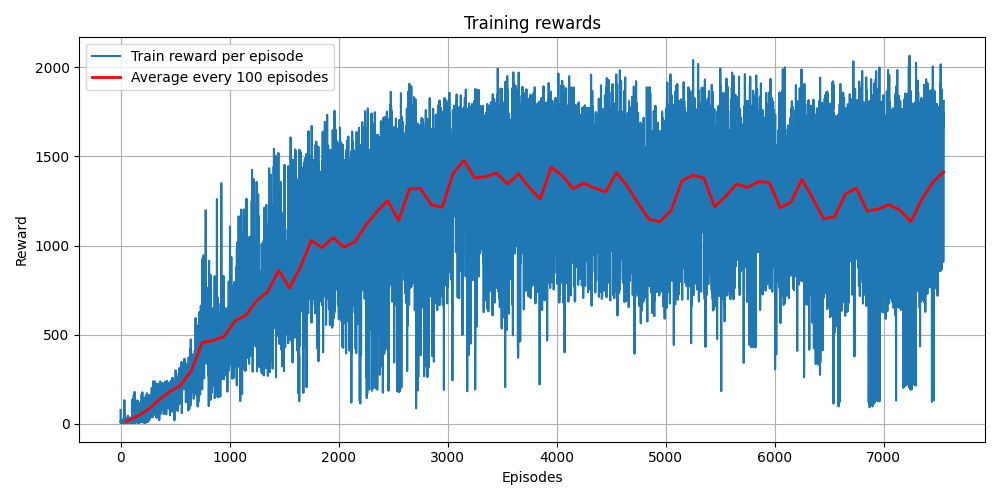 Training rewards
Train reward per episode
Average every 100 episodes
Reward
2000
1500
1000
500
0
0 1000 2000 3000 4000 5000 6000 7000
Episodes